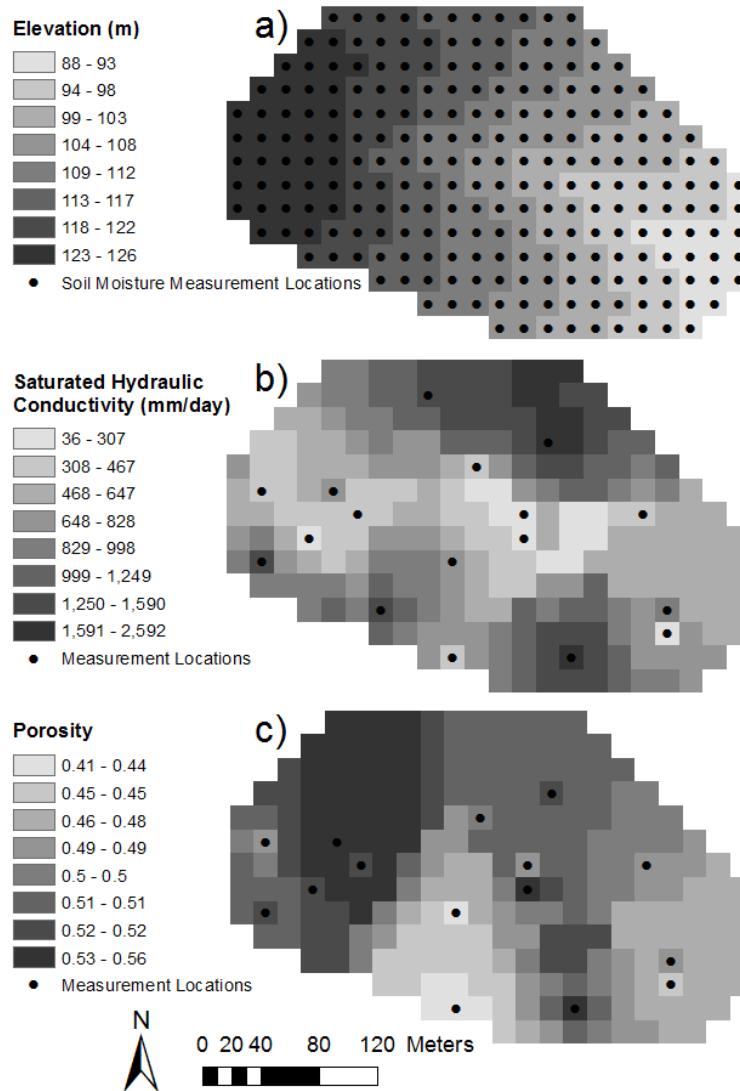 a)
Elevation (m)
88 - 93
94 - 98
99 - 103
104 - 108
109 - 112
113 - 117
118 - 122
123 - 126
Soil Moisture Measurement Locations
b)
Saturated Hydraulic
Conductivity (mm/day)
36 - 307
308 - 467
468 - 647
648 - 828
829 - 998
999 - 1,249
1,250 - 1,590
1,591 - 2,592
Measurement Locations
c)
Porosity
0.41 - 0.44
0.45 - 0.45
0.46 - 0.48
0.49 - 0.49
0.5 - 0.5
0.51 - 0.51
0.52 - 0.52
0.53 - 0.56
Measurement Locations
N
0 20 40 80 120 Meters